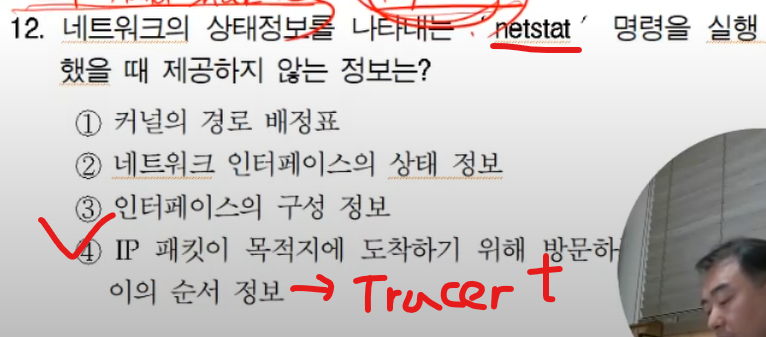 12. 네트워크의 상태정보를 나타내는 ‘netstat’ 명령을 실행
했을 때 제공하지 않는 정보는?
① 커널의 경로 배정표
② 네트워크 인터페이스의 상태 정보
③ 인터페이스의 구성 정보
④ IP 패킷이 목적지에 도착하기 위해 방문하
이의 순서 정보 → Tracert